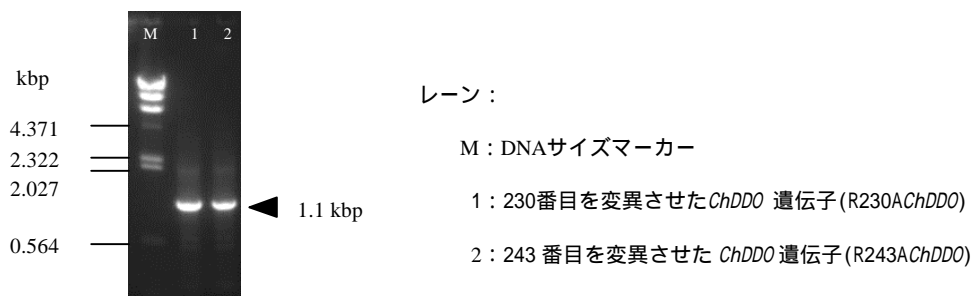 M 1 2
kbp
4.371
2.322
2.027
0.564
1.1 kbp
レーン：
M：DNAサイズマーカー
1：230番目を変異させたChDDO 遺伝子(R230AChDDO)
2：243 番目を変異させた ChDDO 遺伝子(R243AChDDO)